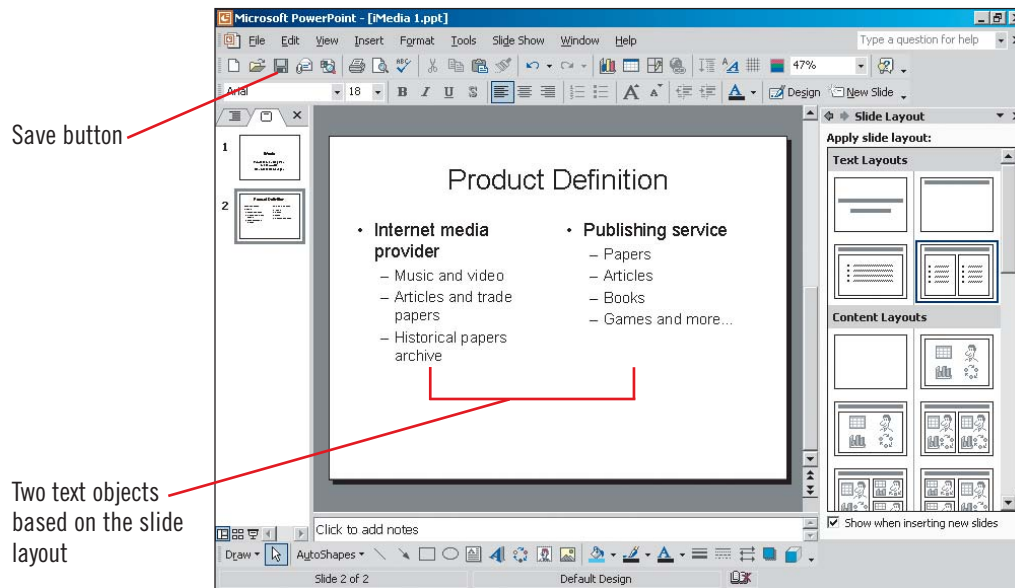 Microsoft PowerPoint - [iMedia 1.ppt]
File Edit View Insert Format Tools Slide Show Window Help
Type a question for help
47%
Arial 18 B I U S A A A Design New Slide
Save button
Slide Layout
Apply slide layout:
Text Layouts
1
iMedia
2
Product Definition
Product Definition
• Internet media
provider
– Music and video
– Articles and trade
papers
– Historical papers
archive
• Publishing service
– Papers
– Articles
– Books
– Games and more...
Content Layouts
Two text objects
based on the slide
layout
Click to add notes
Show when inserting new slides
Draw AutoShapes
Slide 2 of 2 Default Design